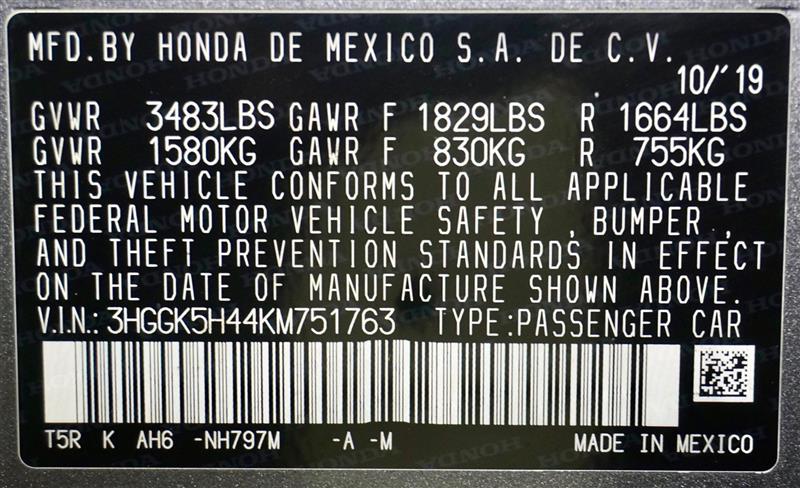 MFD.BY HONDA DE MEXICO S.A. DE C.V.
10/'19
GVWR 3483LBS GAWR F 1829LBS R 1664LBS
GVWR 1580KG GAWR F 830KG R 755KG
THIS VEHICLE CONFORMS TO ALL APPLICABLE
FEDERAL MOTOR VEHICLE SAFETY , BUMPER ,
AND THEFT PREVENTION STANDARDS IN EFFECT
ON THE DATE OF MANUFACTURE SHOWN ABOVE.
V.I.N.: 3HGGK5H44KM751763 TYPE:PASSENGER CAR
T5R K AH6 -NH797M -A -M MADE IN MEXICO